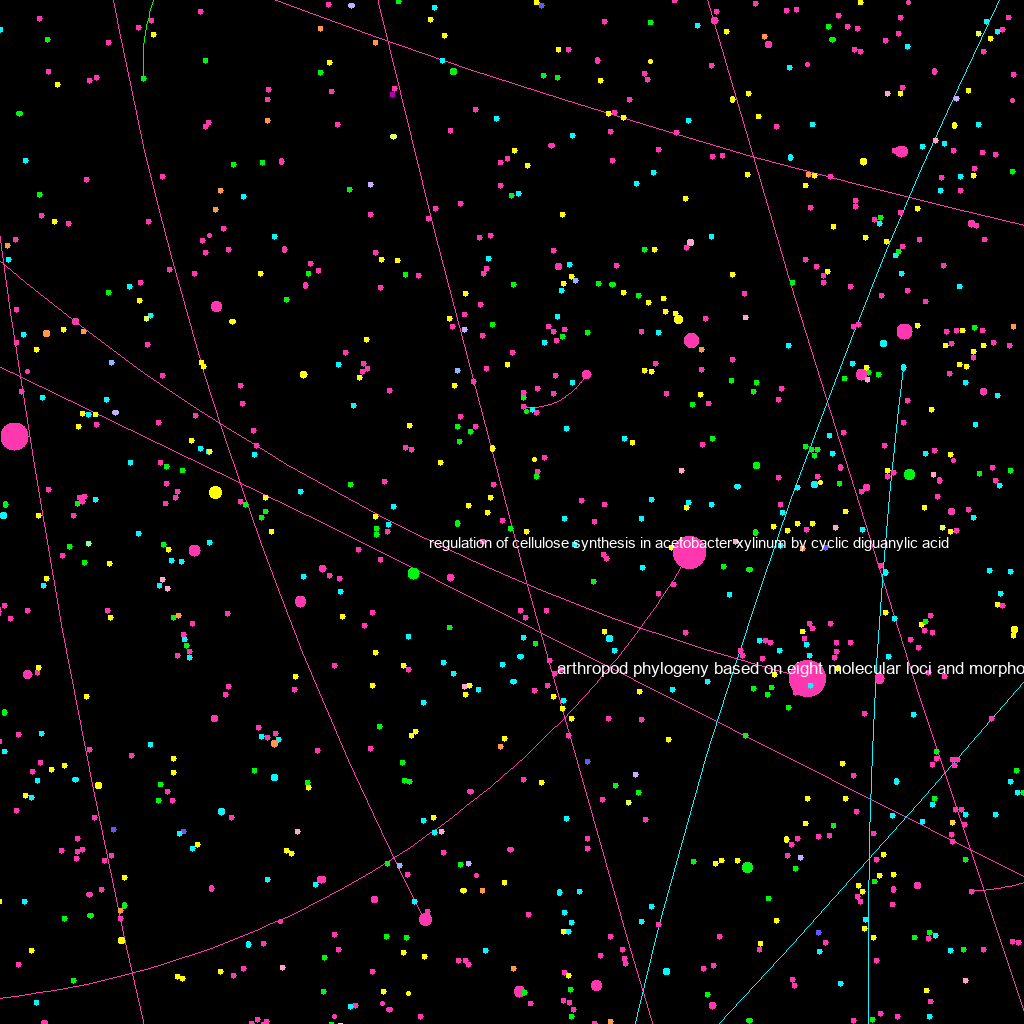 regulation of cellulose synthesis in acetobacter xylinum by cyclic diguanylic acid
arthropod phylogeny based on eight molecular loci and morpho